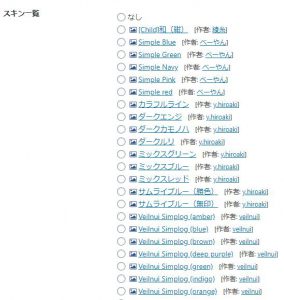 スキン一覧
なし
[Child]和（紺） [作者: 綾糸]
Simple Blue [作者: ぺーやん]
Simple Green [作者: ぺーやん]
Simple Navy [作者: ぺーやん]
Simple Pink [作者: ぺーやん]
Simple red [作者: ぺーやん]
カラフルライン [作者: y.hiroaki]
ダークエンジ [作者: y.hiroaki]
ダークカモノハ [作者: y.hiroaki]
ダークルリ [作者: y.hiroaki]
ミックスグリーン [作者: y.hiroaki]
ミックスブルー [作者: y.hiroaki]
ミックスレッド [作者: y.hiroaki]
サムライブルー（勝色） [作者: y.hiroaki]
サムライブルー（無印） [作者: y.hiroaki]
Veilnui Simplog (amber) [作者: veilnui]
Veilnui Simplog (blue) [作者: veilnui]
Veilnui Simplog (brown) [作者: veilnui]
Veilnui Simplog (deep purple) [作者: veilnui]
Veilnui Simplog (green) [作者: veilnui]
Veilnui Simplog (indigo) [作者: veilnui]
Veilnui Simplog (orange) [作者: veilnui]